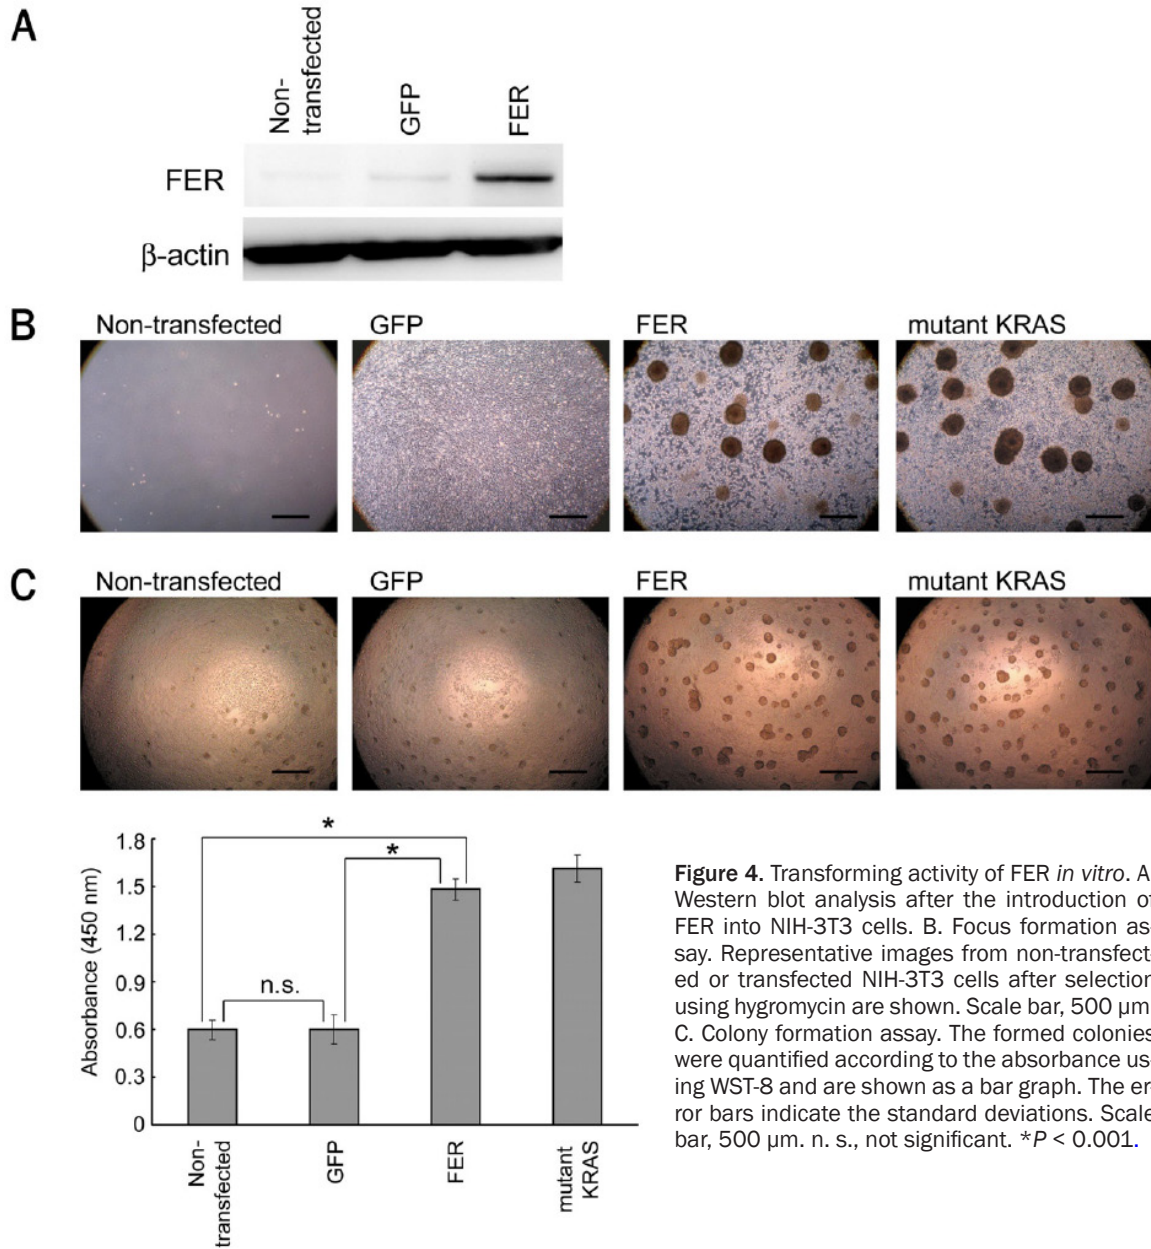 A
Non-
transfected
GFP
FER
FER
β-actin
B
Non-transfected
GFP
FER
mutant KRAS
C
Non-transfected
GFP
FER
mutant KRAS
Absorbance (450 nm)
1.8
1.5
1.2
0.9
0.6
0.3
0
*
*
n.s.
Non-
transfected
GFP
FER
mutant
KRAS
Figure 4. Transforming activity of FER in vitro. A.
Western blot analysis after the introduction of
FER into NIH-3T3 cells. B. Focus formation as-
say. Representative images from non-transfect-
ed or transfected NIH-3T3 cells after selection
using hygromycin are shown. Scale bar, 500 µm.
C. Colony formation assay. The formed colonies
were quantified according to the absorbance us-
ing WST-8 and are shown as a bar graph. The er-
ror bars indicate the standard deviations. Scale
bar, 500 µm. n. s., not significant. *P < 0.001.